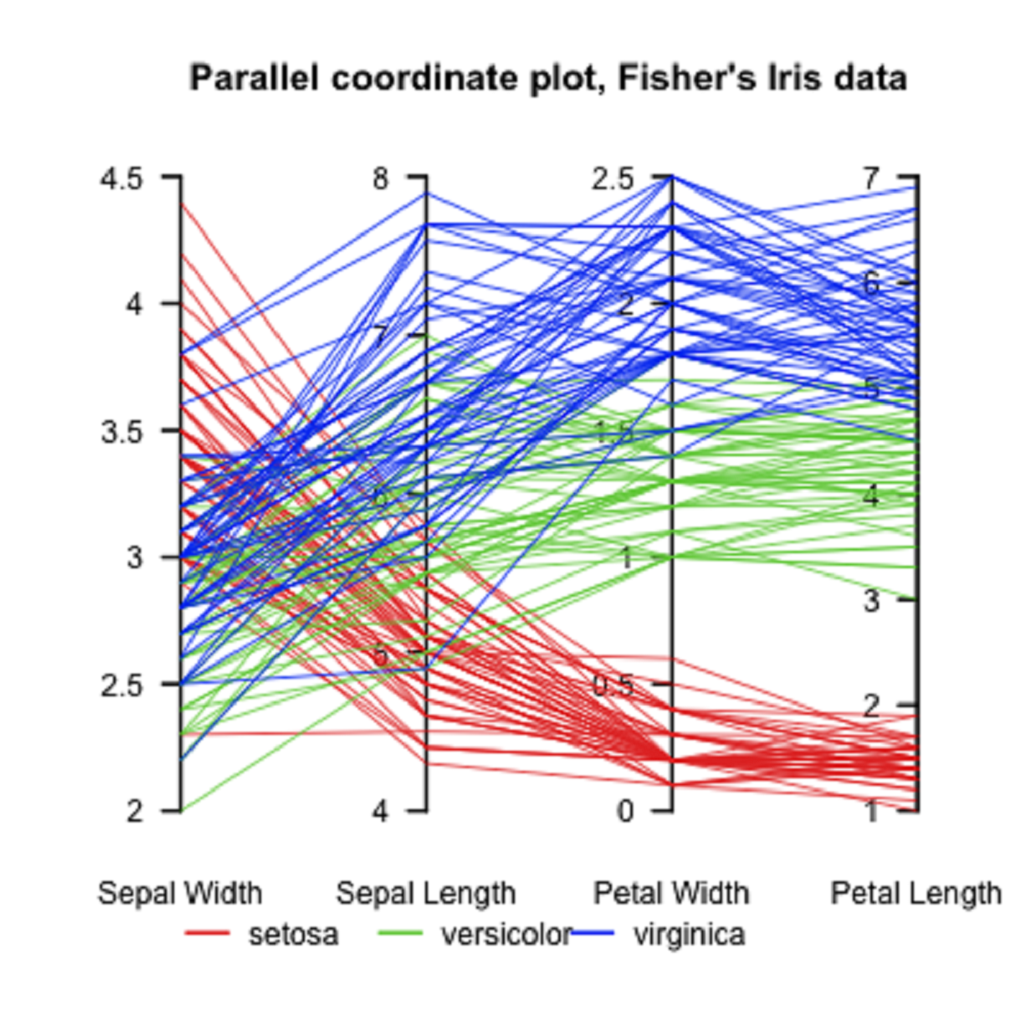 Parallel coordinate plot, Fisher's Iris data
4.5 8 2.5 7
6
4 2
7
5
3.5 1.5
6 4
3 1
3
5
2.5 0.5
2
2 4 0 1
Sepal Width Sepal Length Petal Width Petal Length
setosa versicolor virginica